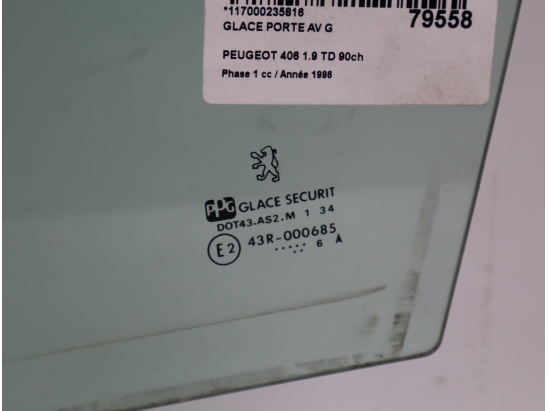 *117000235816
79558
GLACE PORTE AV G
PEUGEOT 406 1.9 TD 90ch
Phase 1 cc / Année 1996
PPG GLACE SECURIT
DOT43.AS2.M 1 34
E2 43R-000685
..... 6